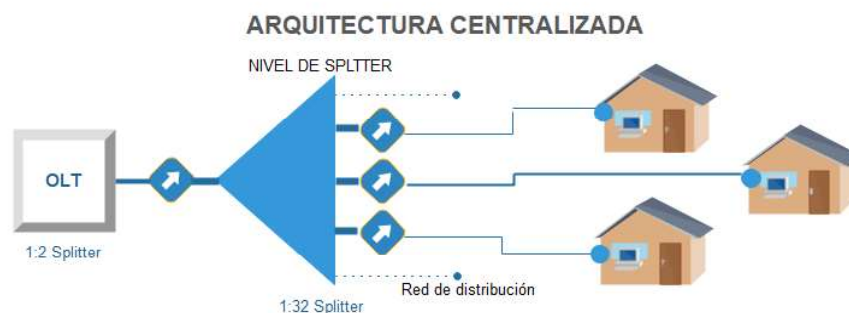 ARQUITECTURA CENTRALIZADA
NIVEL DE SPLTTER
OLT
1:2 Splitter
Red de distribución
1:32 Splitter